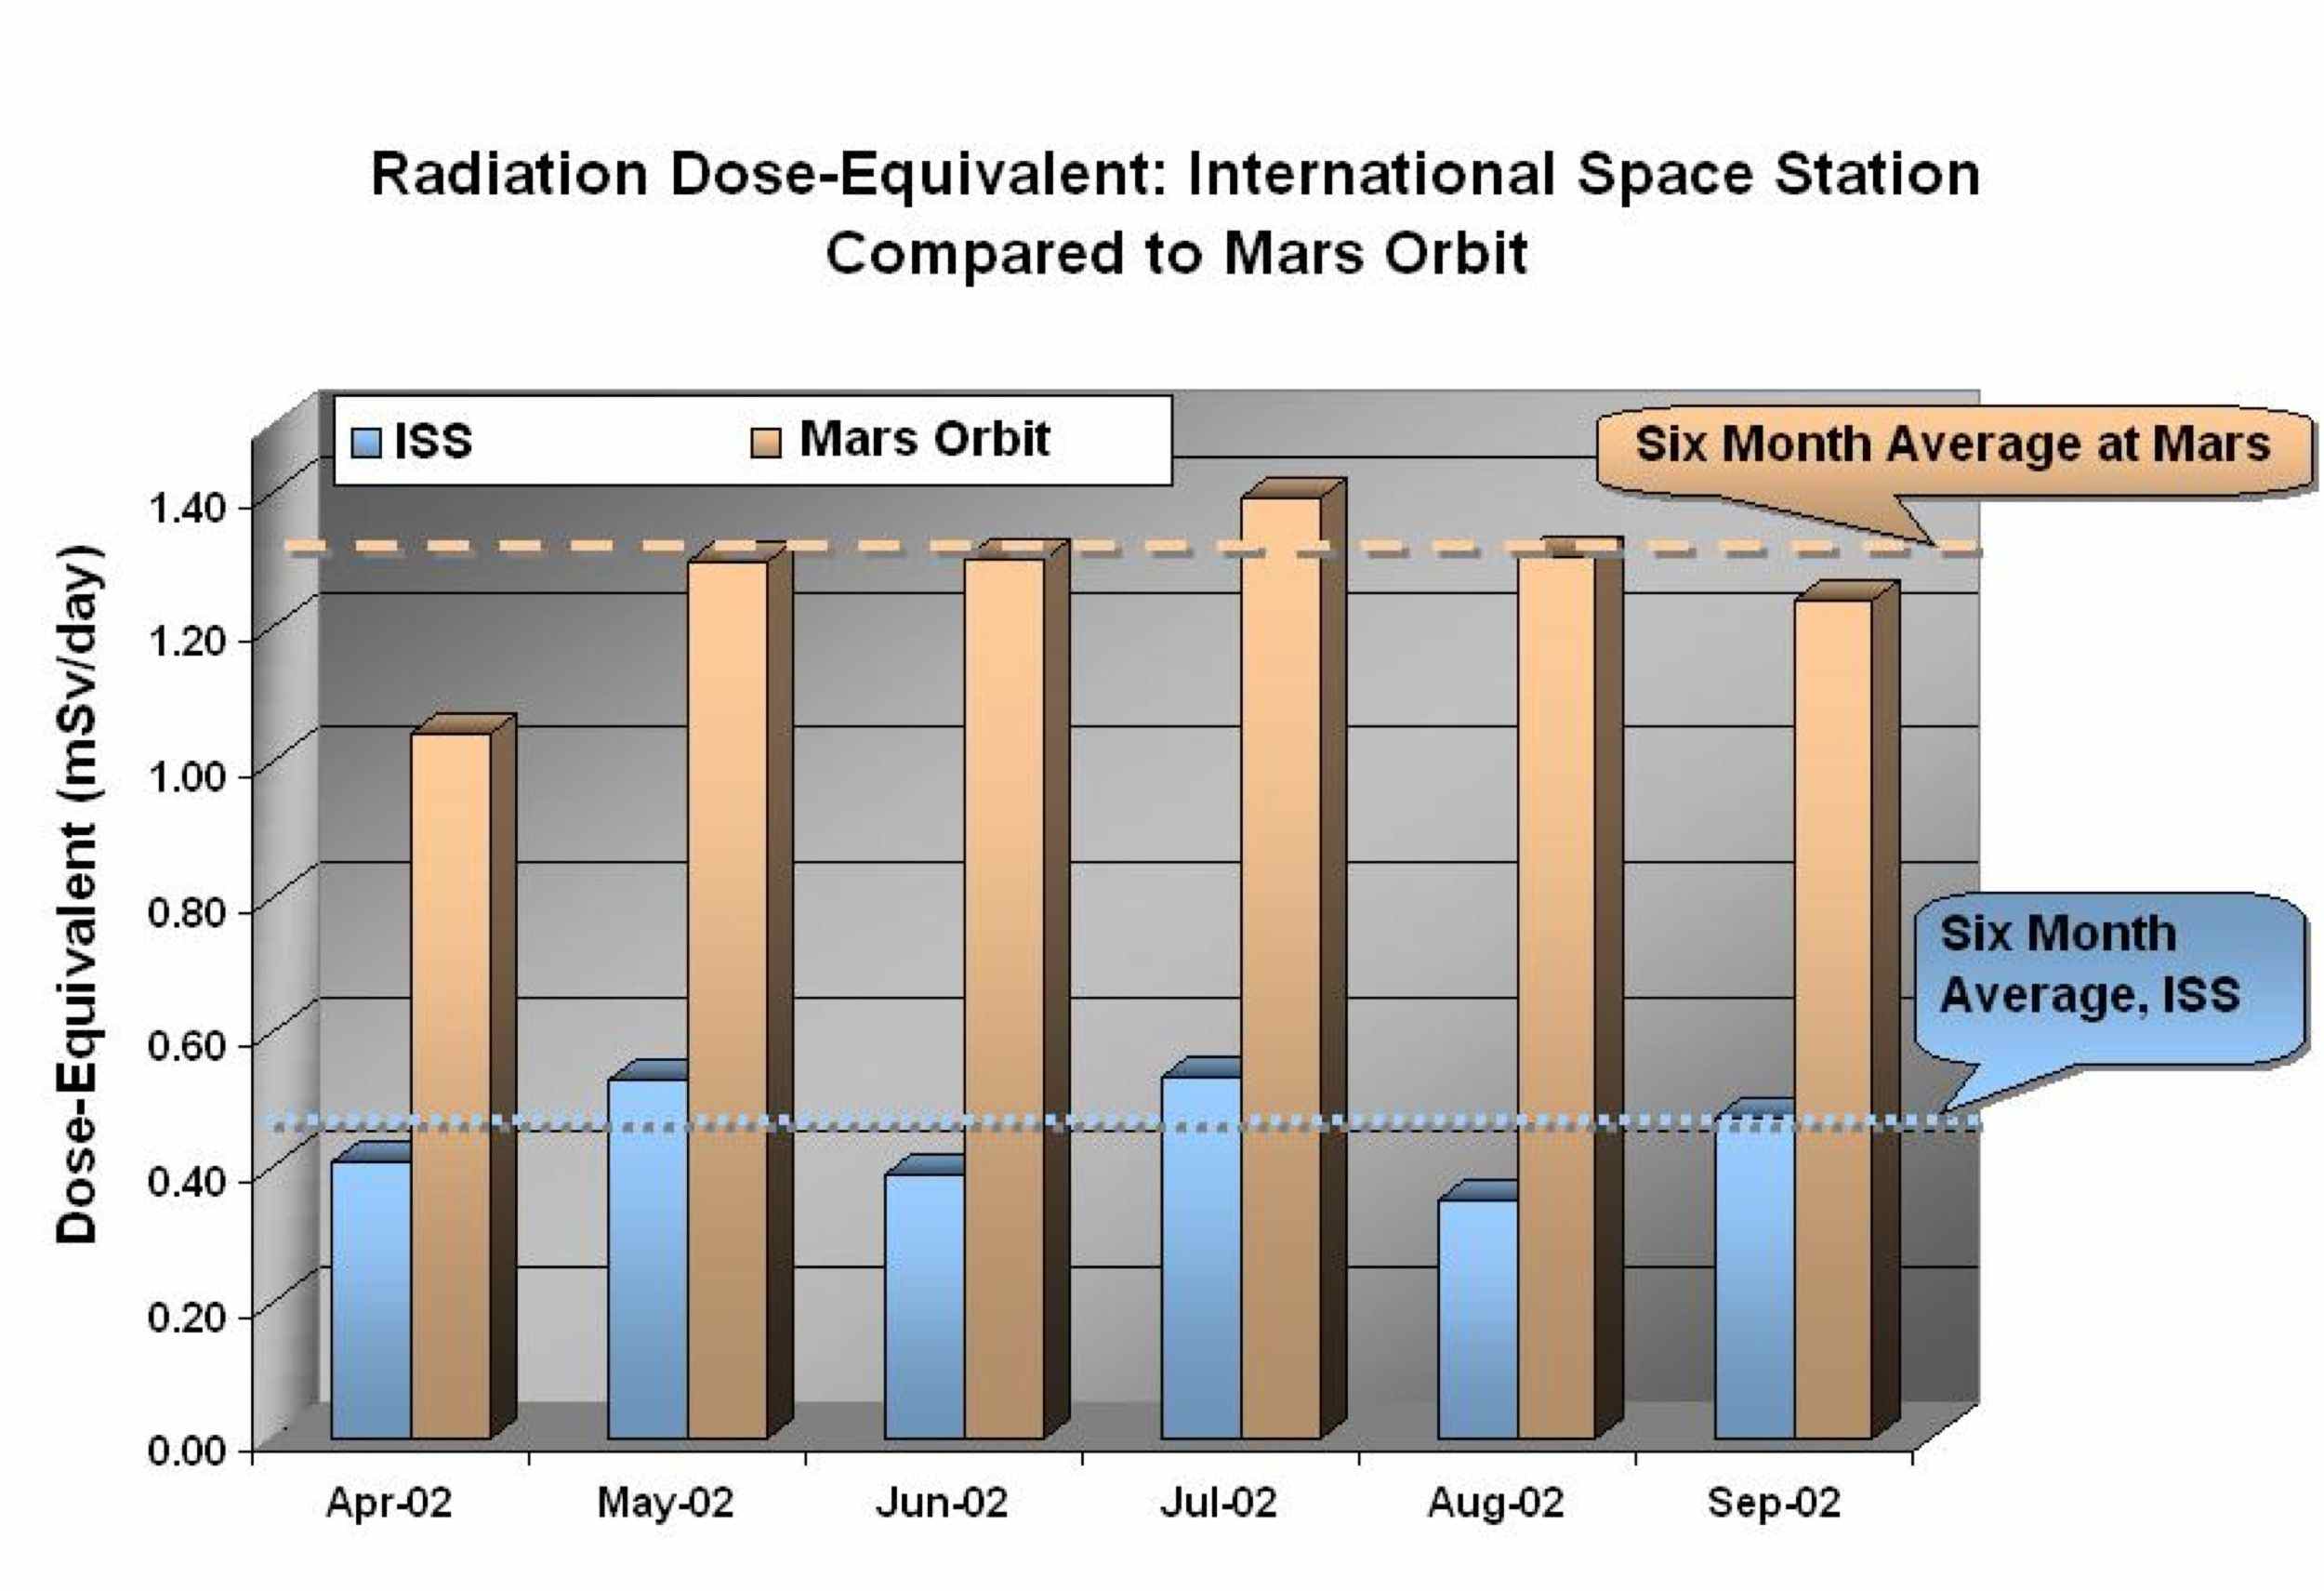 Radiation Dose-Equivalent: International Space Station
Compared to Mars Orbit
ISS
Mars Orbit
Six Month Average at Mars
Six Month
Average, ISS
Dose-Equivalent (mSv/day)
1.40
1.20
1.00
0.80
0.60
0.40
0.20
0.00
Apr-02
May-02
Jun-02
Jul-02
Aug-02
Sep-02